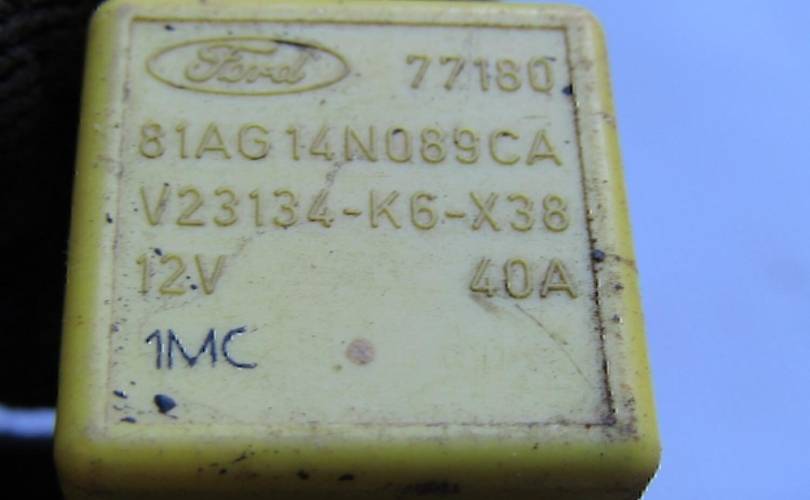 Ford 77180
81AG14N089CA
V23134-K6-X38
12V 40A
1MC